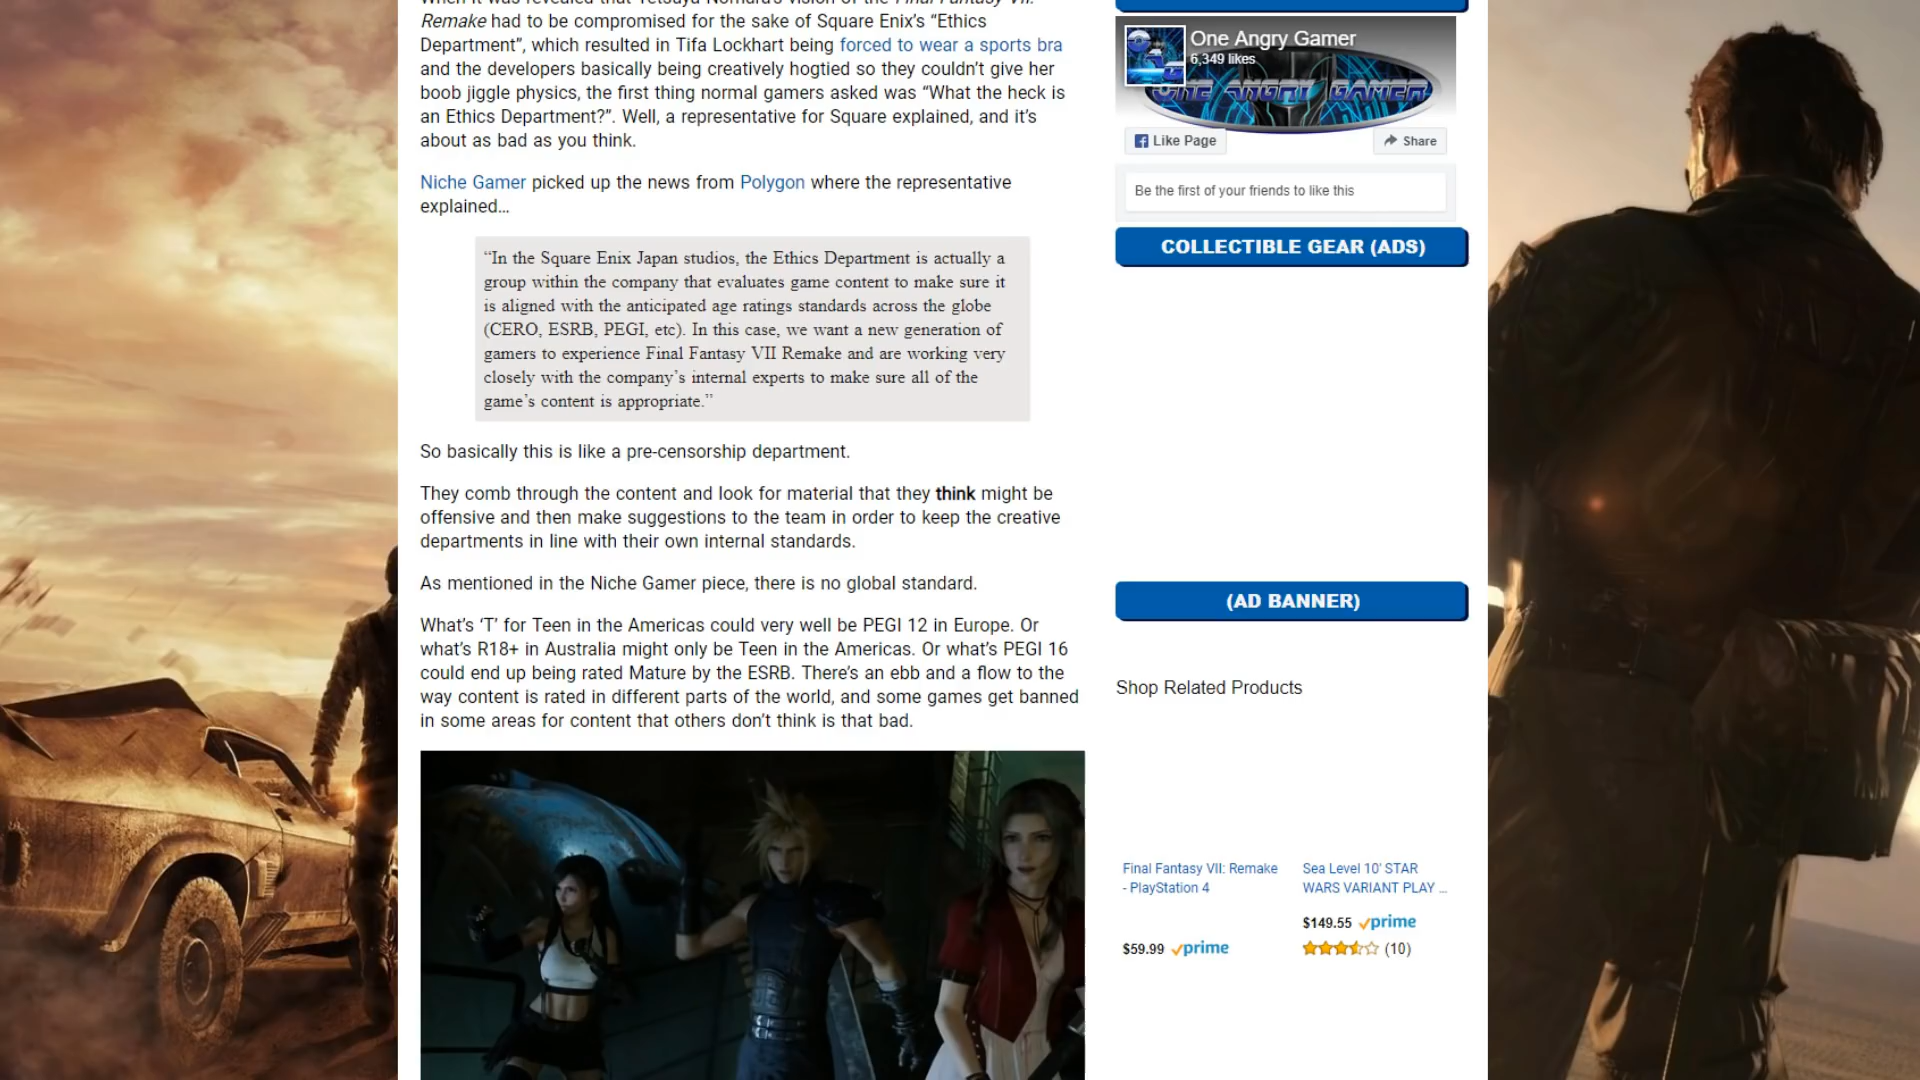 When it was revealed that Tetsuya Nomura's vision of the Final Fantasy VII:
Remake had to be compromised for the sake of Square Enix's “Ethics
Department”, which resulted in Tifa Lockhart being forced to wear a sports bra
and the developers basically being creatively hogtied so they couldn't give her
boob jiggle physics, the first thing normal gamers asked was “What the heck is
an Ethics Department?”. Well, a representative for Square explained, and it's
about as bad as you think.
Niche Gamer picked up the news from Polygon where the representative
explained…
“In the Square Enix Japan studios, the Ethics Department is actually a
group within the company that evaluates game content to make sure it
is aligned with the anticipated age ratings standards across the globe
(CERO, ESRB, PEGI, etc). In this case, we want a new generation of
gamers to experience Final Fantasy VII Remake and are working very
closely with the company's internal experts to make sure all of the
game's content is appropriate.”
So basically this is like a pre-censorship department.
They comb through the content and look for material that they think might be
offensive and then make suggestions to the team in order to keep the creative
departments in line with their own internal standards.
As mentioned in the Niche Gamer piece, there is no global standard.
What's ‘T’ for Teen in the Americas could very well be PEGI 12 in Europe. Or
what's R18+ in Australia might only be Teen in the Americas. Or what's PEGI 16
could end up being rated Mature by the ESRB. There's an ebb and a flow to the
way content is rated in different parts of the world, and some games get banned
in some areas for content that others don't think is that bad.
One Angry Gamer
6,349 likes
ONE ANGRY GAMER
Like Page
Share
Be the first of your friends to like this
COLLECTIBLE GEAR (ADS)
(AD BANNER)
Shop Related Products
Final Fantasy VII: Remake
- PlayStation 4
$59.99 prime
Sea Level 10' STAR
WARS VARIANT PLAY ...
$149.55 prime
(10)